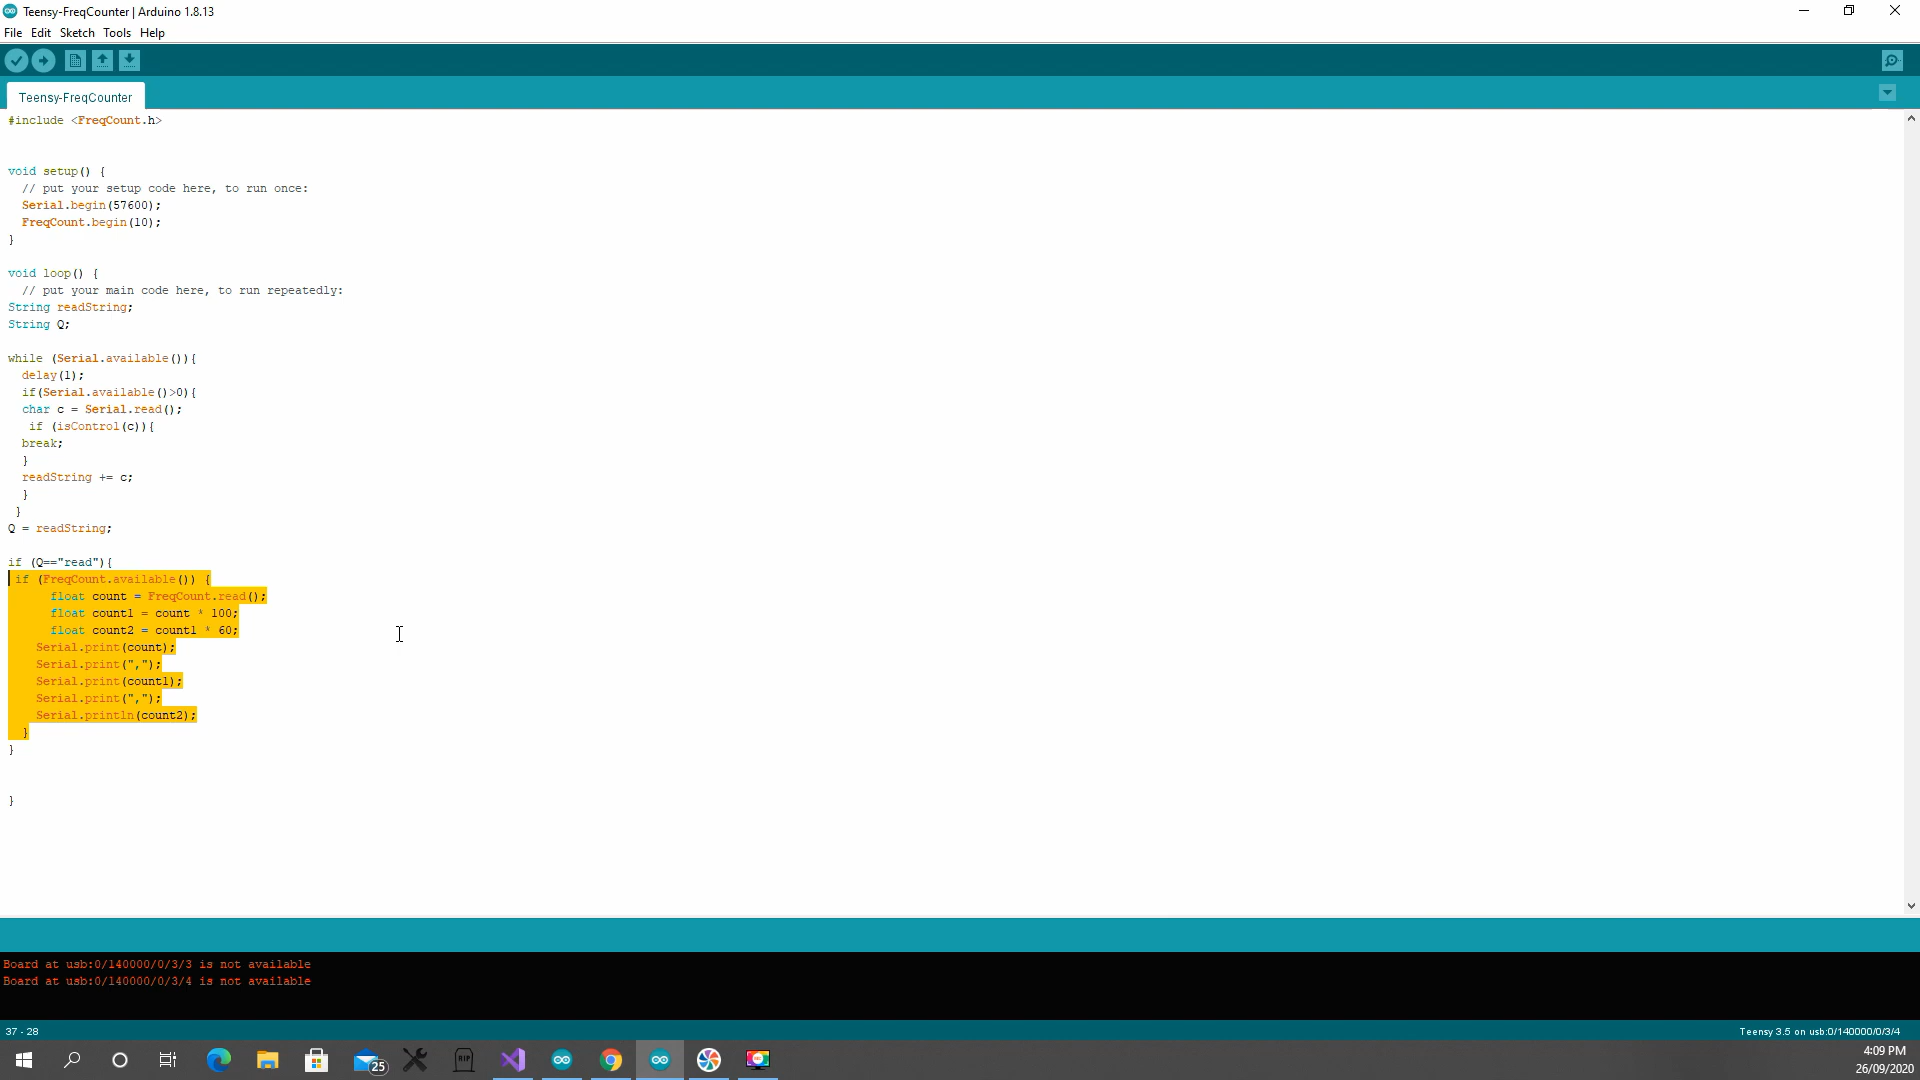 Teensy-FreqCounter | Arduino 1.8.13
File Edit Sketch Tools Help
Teensy-FreqCounter
#include <FreqCount.h>
void setup() {
// put your setup code here, to run once:
Serial.begin(57600);
FreqCount.begin(10);
}
void loop() {
// put your main code here, to run repeatedly:
String readString;
String Q;
while (Serial.available()){
delay(1);
if(Serial.available()>0){
char c = Serial.read();
if (isControl(c)){
break;
}
readString += c;
}
}
Q = readString;
if (Q=="read"){
if (FreqCount.available()) {
float count = FreqCount.read();
float count1 = count * 100;
float count2 = count1 * 60;
Serial.print(count);
Serial.print(",");
Serial.print(count1);
Serial.print(",");
Serial.println(count2);
}
}
}
Board at usb:0/140000/0/3/3 is not available
Board at usb:0/140000/0/3/4 is not available
37 - 28
Teensy 3.5 on usb:0/140000/0/3/4
25
RIP
4:09 PM
26/09/2020